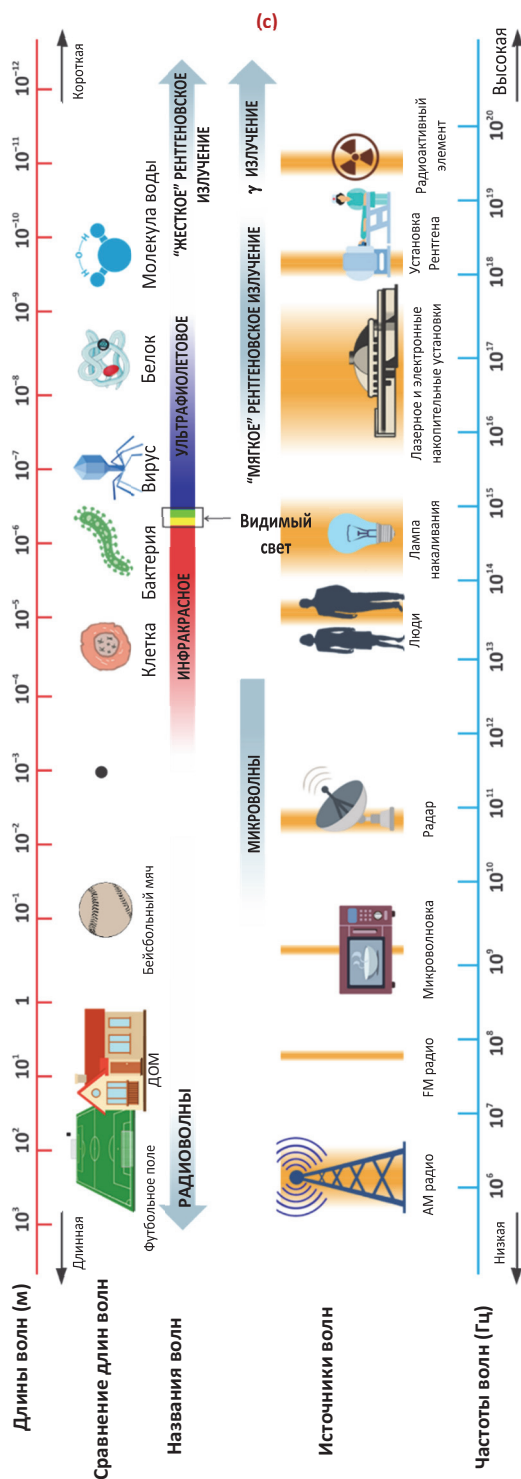 (c)
Длины волн (м)
10³ 10² 10¹ 1 10⁻¹ 10⁻² 10⁻³ 10⁻⁴ 10⁻⁵ 10⁻⁶ 10⁻⁷ 10⁻⁸ 10⁻⁹ 10⁻¹⁰ 10⁻¹¹ 10⁻¹²
Длинная
Короткая
Сравнение длин волн
Футбольное поле
ДОМ
Бейсбольный мяч
Клетка
Бактерия
Вирус
Белок
Молекула воды
O
H
H
Названия волн
РАДИОВОЛНЫ
ИНФРАКРАСНОЕ
УЛЬТРАФИОЛЕТОВОЕ
"ЖЕСТКОЕ" РЕНТГЕНОВСКОЕ
ИЗЛУЧЕНИЕ
МИКРОВОЛНЫ
Видимый
свет
"МЯГКОЕ" РЕНТГЕНОВСКОЕ ИЗЛУЧЕНИЕ
γ ИЗЛУЧЕНИЕ
Источники волн
AM радио
FM радио
Микроволновка
Радар
Люди
Лампа
накаливания
Лазерное и электронные
накопительные установки
Установка
Рентгена
Радиоактивный
элемент
Частоты волн (Гц)
10⁶ 10⁷ 10⁸ 10⁹ 10¹⁰ 10¹¹ 10¹² 10¹³ 10¹⁴ 10¹⁵ 10¹⁶ 10¹⁷ 10¹⁸ 10¹⁹ 10²⁰
Низкая
Высокая